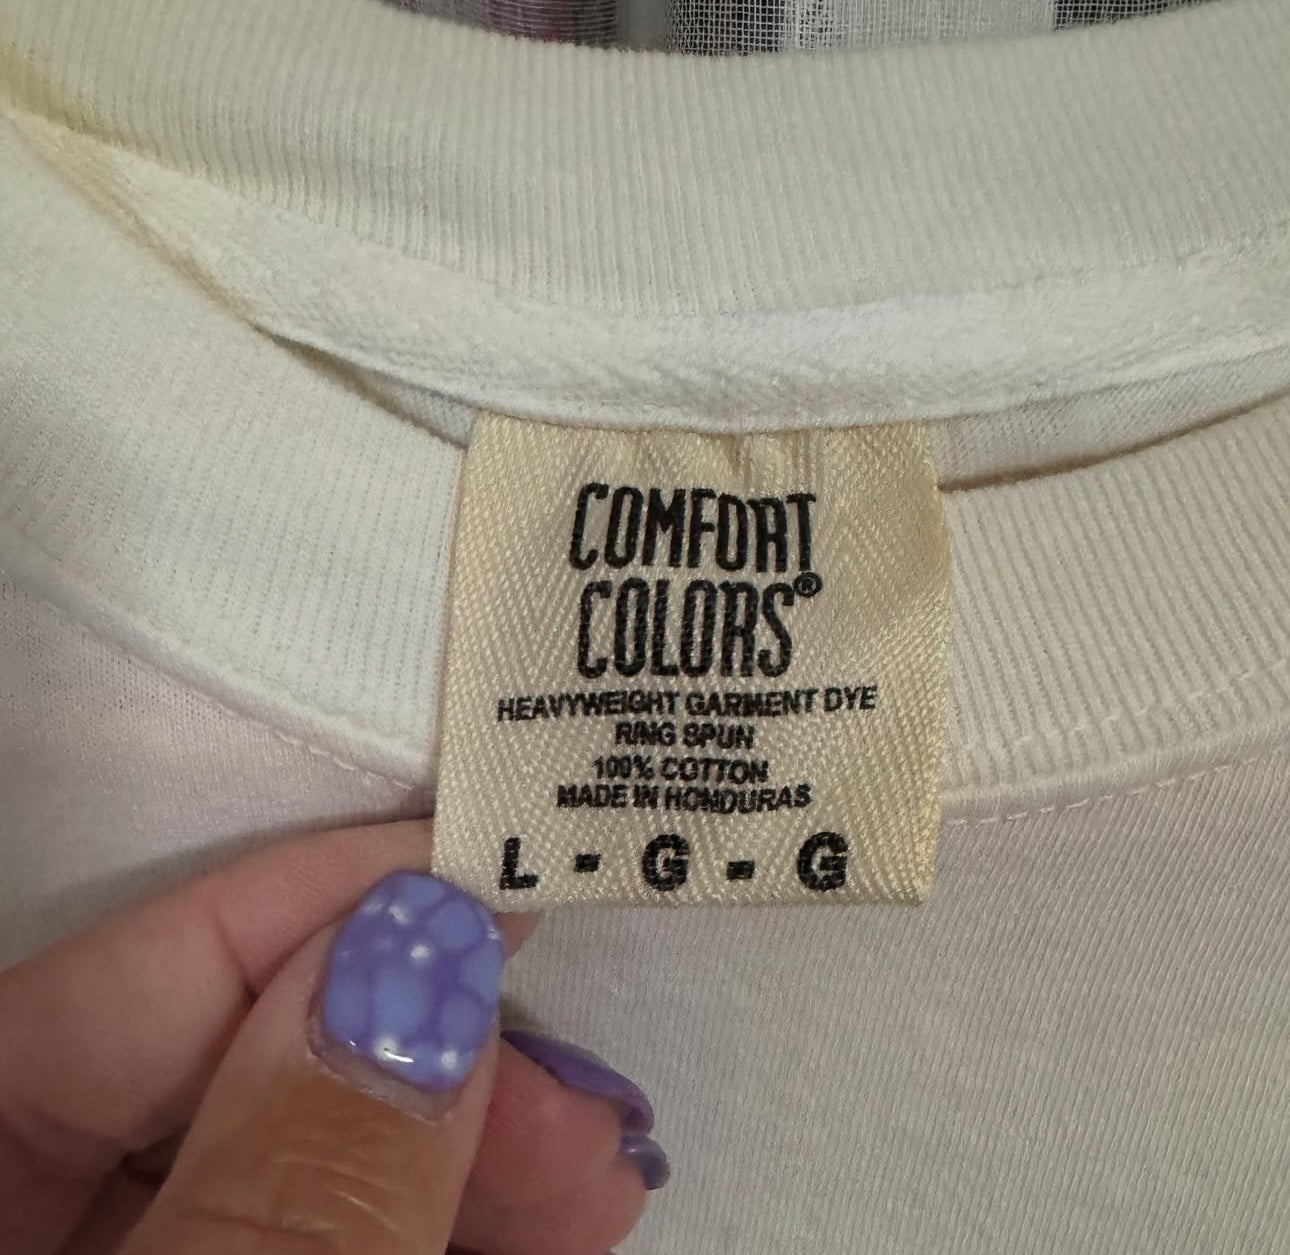 COMFORT
COLORS®
HEAVYWEIGHT GARMENT DYE
RING SPUN
100% COTTON
MADE IN HONDURAS
L - G - G